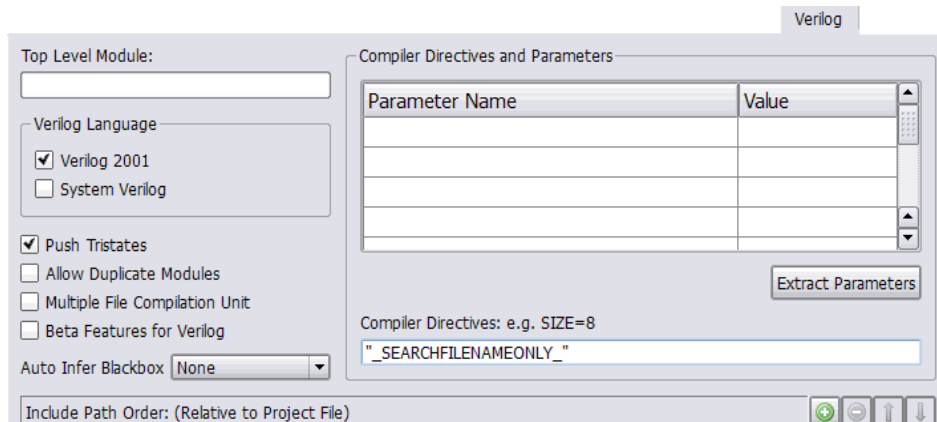 Verilog
Top Level Module:
Verilog Language
Verilog 2001
System Verilog
Push Tristates
Allow Duplicate Modules
Multiple File Compilation Unit
Beta Features for Verilog
Auto Infer Blackbox None
Compiler Directives and Parameters
Parameter Name Value
Extract Parameters
Compiler Directives: e.g. SIZE=8
"_SEARCHFILENAMEONLY_"
Include Path Order: (Relative to Project File)